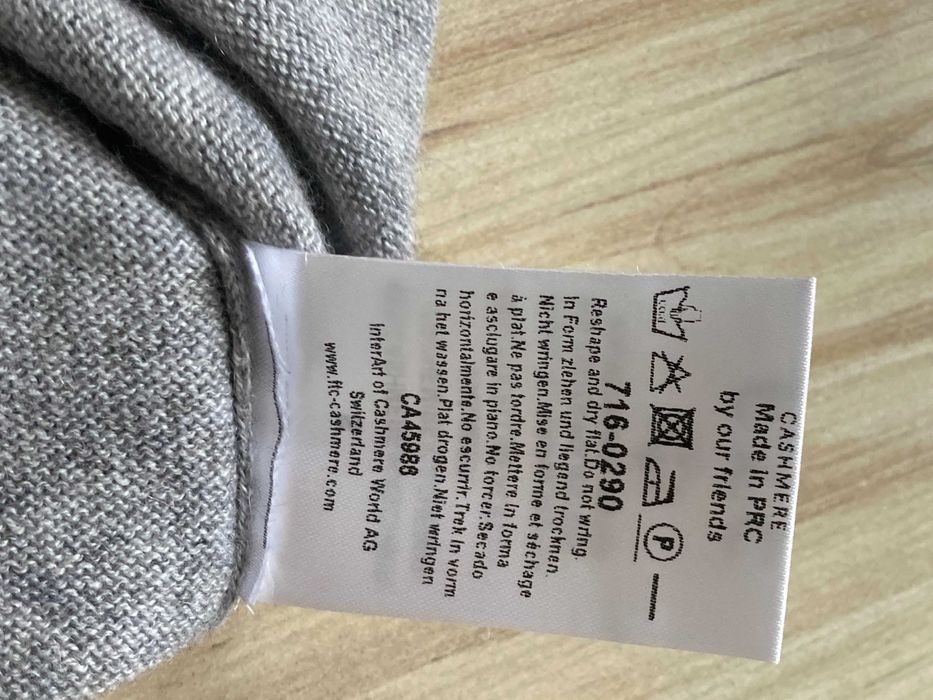 CASHMERE
Made in PRC
by our friends
P
716-0290
Reshape and dry flat.Do not wring.
In Form ziehen und liegend trocknen.
Nicht wringen.Mise en forme et séchage
à plat.Ne pas tordre.Mettere in forma
e asciugare in piano.No torcer.Secado
horizontalmente.No escurrir.Trek in vorm
na het wassen.Plat drogen.Niet wringen
CA45988
InterArt of Cashmere World AG
Switzerland
www.ftc-cashmere.com